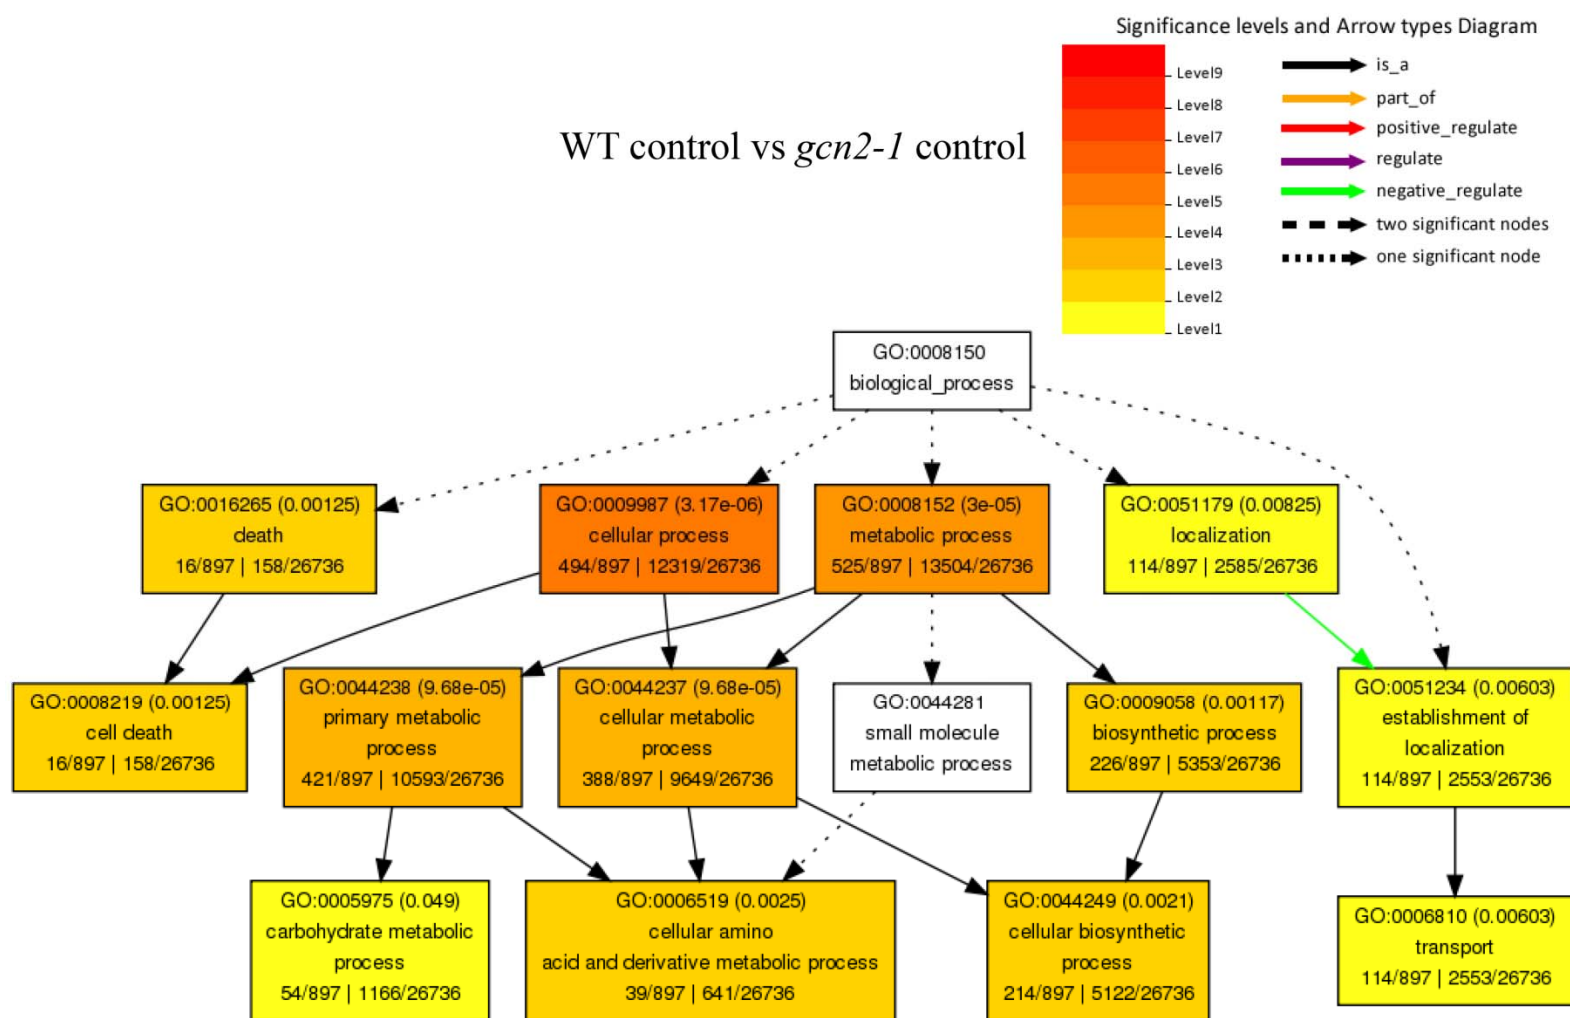 Significance levels and Arrow types Diagram
Level9
Level8
Level7
Level6
Level5
Level4
Level3
Level2
Level1
is_a
part_of
positive_regulate
regulate
negative_regulate
two significant nodes
one significant node
WT control vs gcn2-1 control
GO:0008150
biological_process
GO:0016265 (0.00125)
death
16/897 | 158/26736
GO:0009987 (3.17e-06)
cellular process
494/897 | 12319/26736
GO:0008152 (3e-05)
metabolic process
525/897 | 13504/26736
GO:0051179 (0.00825)
localization
114/897 | 2585/26736
GO:0008219 (0.00125)
cell death
16/897 | 158/26736
GO:0044238 (9.68e-05)
primary metabolic
process
421/897 | 10593/26736
GO:0044237 (9.68e-05)
cellular metabolic
process
388/897 | 9649/26736
GO:0044281
small molecule
metabolic process
GO:0009058 (0.00117)
biosynthetic process
226/897 | 5353/26736
GO:0051234 (0.00603)
establishment of
localization
114/897 | 2553/26736
GO:0005975 (0.049)
carbohydrate metabolic
process
54/897 | 1166/26736
GO:0006519 (0.0025)
cellular amino
acid and derivative metabolic process
39/897 | 641/26736
GO:0044249 (0.0021)
cellular biosynthetic
process
214/897 | 5122/26736
GO:0006810 (0.00603)
transport
114/897 | 2553/26736